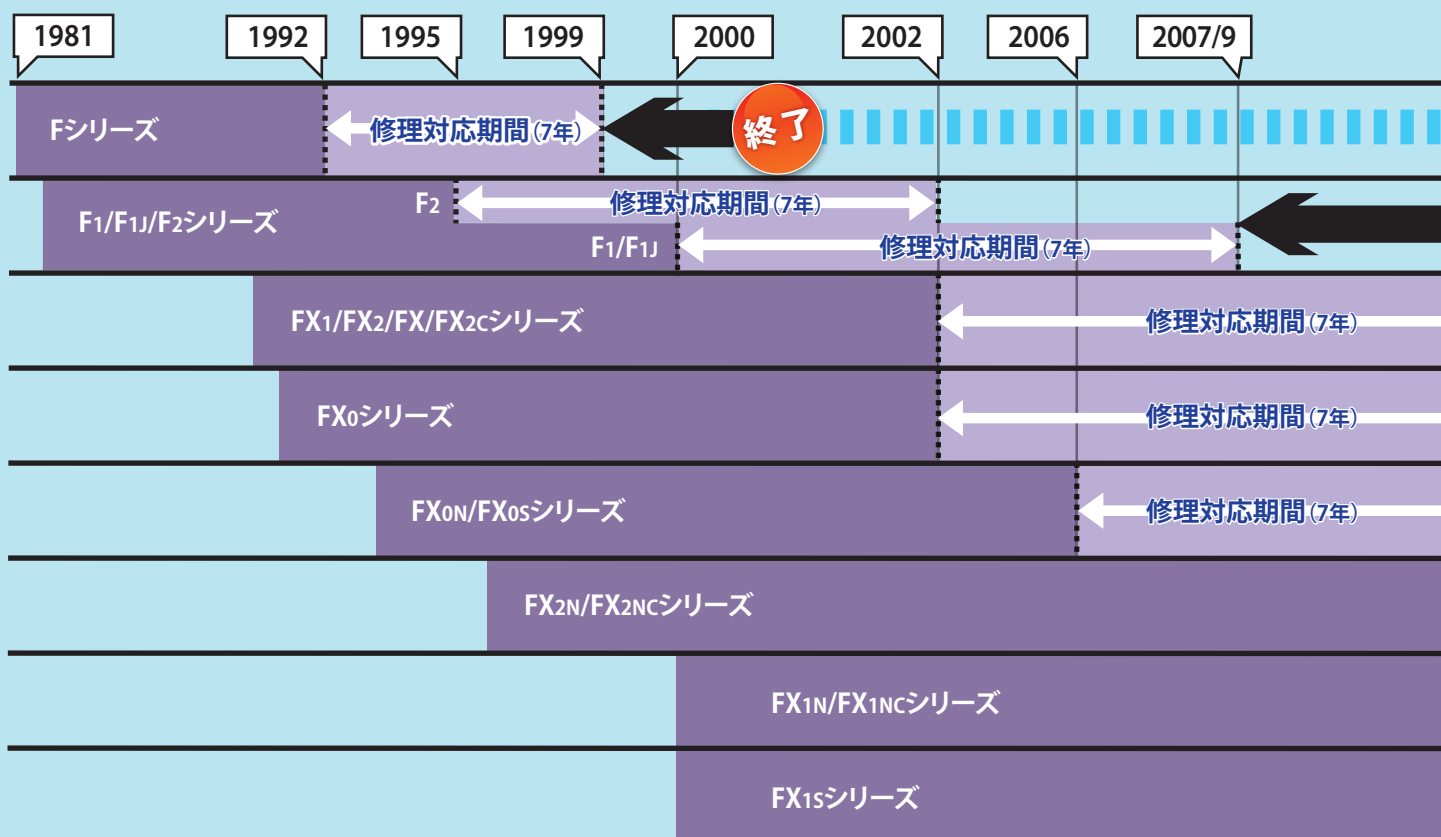 1981
1992
1995
1999
2000
2002
2006
2007/9
Fシリーズ
修理対応期間(7年)
終了
F2
修理対応期間(7年)
F1/F1J/F2シリーズ
F1/F1J
修理対応期間(7年)
FX1/FX2/FX/FX2Cシリーズ
修理対応期間(7年)
FX0シリーズ
修理対応期間(7年)
FX0N/FX0Sシリーズ
修理対応期間(7年)
FX2N/FX2NCシリーズ
FX1N/FX1NCシリーズ
FX1Sシリーズ